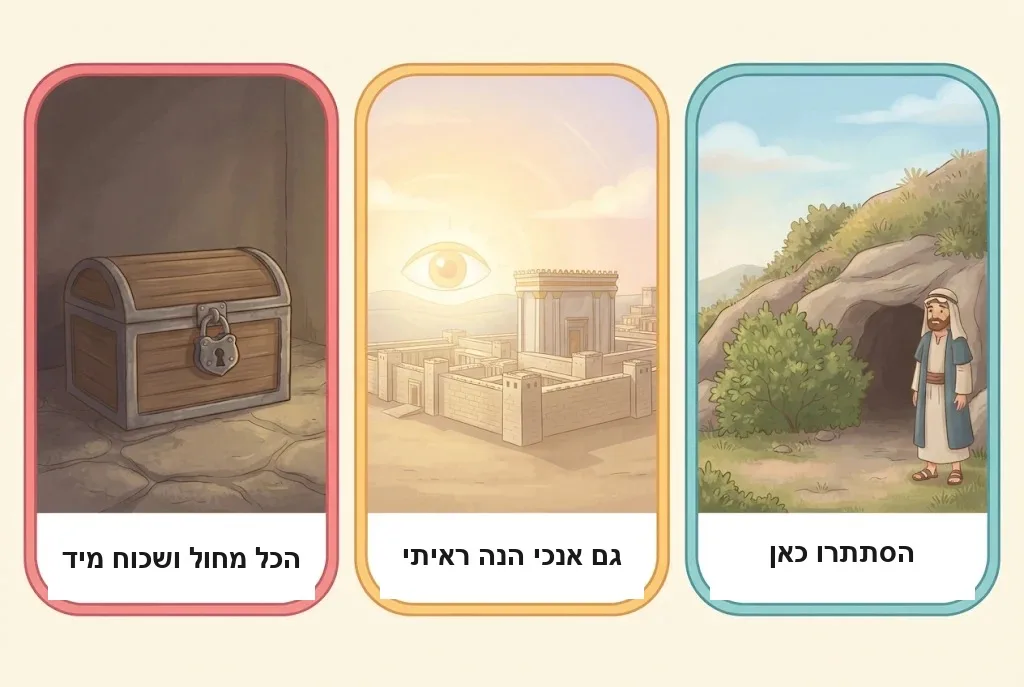 הסתתרו כאן
גם אנכי הנה ראיתי
הכל מחול ושכוח מיד